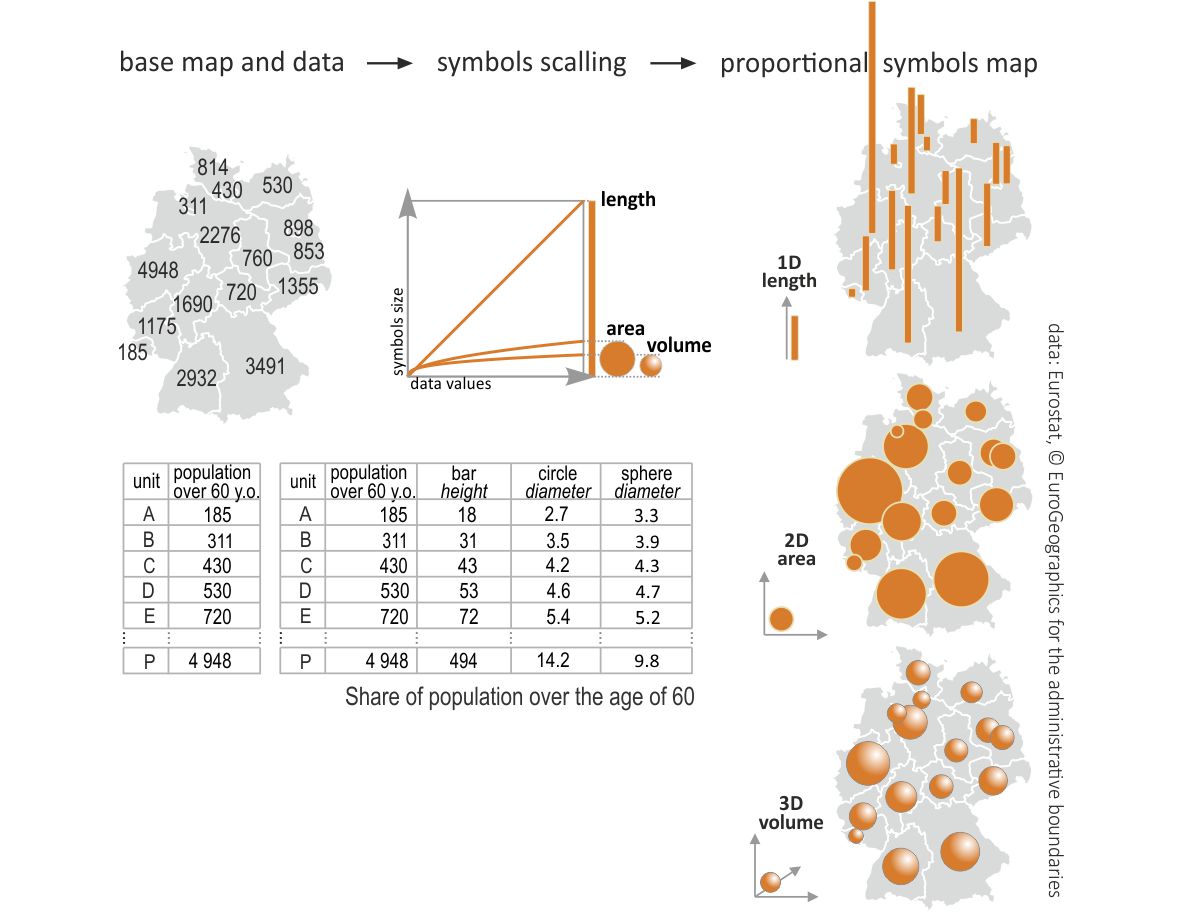 base map and data → symbols scalling → proportional symbols map
814
430
530
311
2276
898
853
760
4948
1355
720
1690
1175
185
2932
3491
symbols size
data values
length
area
volume
1D
length
2D
area
3D
volume
unit population over 60 y.o.
A 185
B 311
C 430
D 530
E 720
P 4 948
unit population over 60 y.o. bar height circle diameter sphere diameter
A 185 18 2.7 3.3
B 311 31 3.5 3.9
C 430 43 4.2 4.3
D 530 53 4.6 4.7
E 720 72 5.4 5.2
P 4 948 494 14.2 9.8
Share of population over the age of 60
data: Eurostat, © EuroGeographics for the administrative boundaries